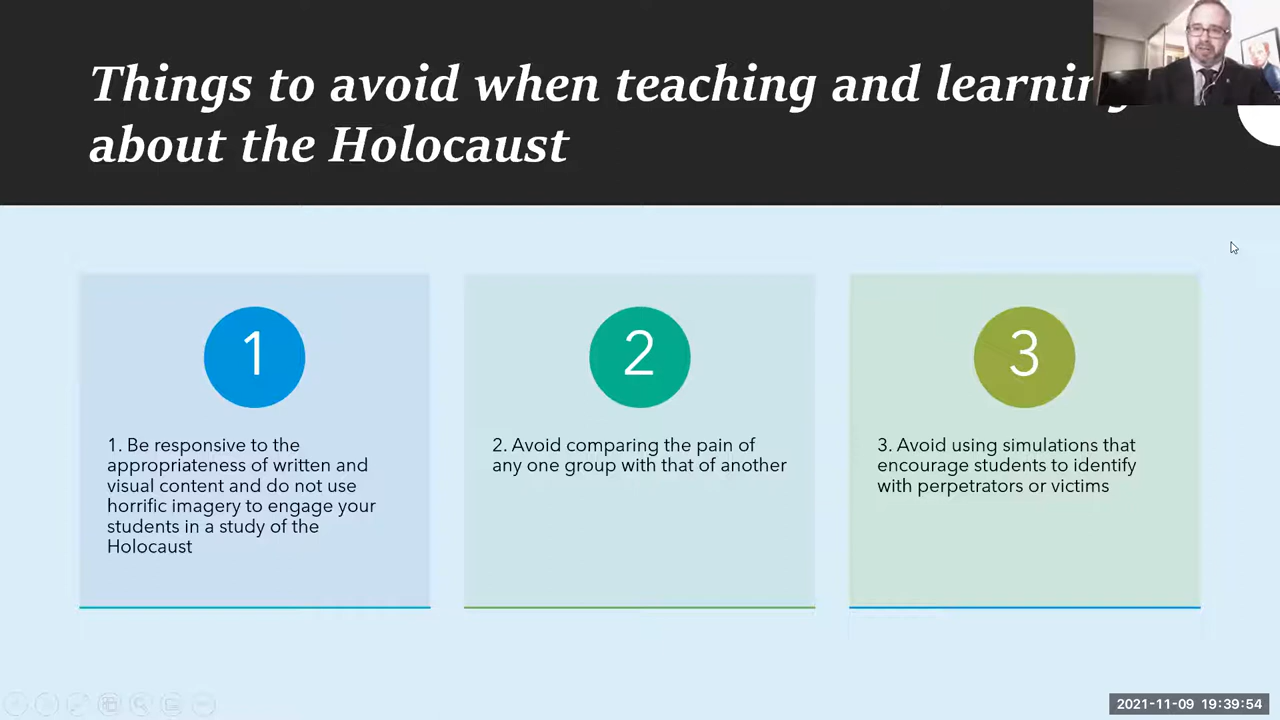 Things to avoid when teaching and learning
about the Holocaust
1
1. Be responsive to the
appropriateness of written and
visual content and do not use
horrific imagery to engage your
students in a study of the
Holocaust
2
2. Avoid comparing the pain of
any one group with that of another
3
3. Avoid using simulations that
encourage students to identify
with perpetrators or victims
2021-11-09 19:39:54